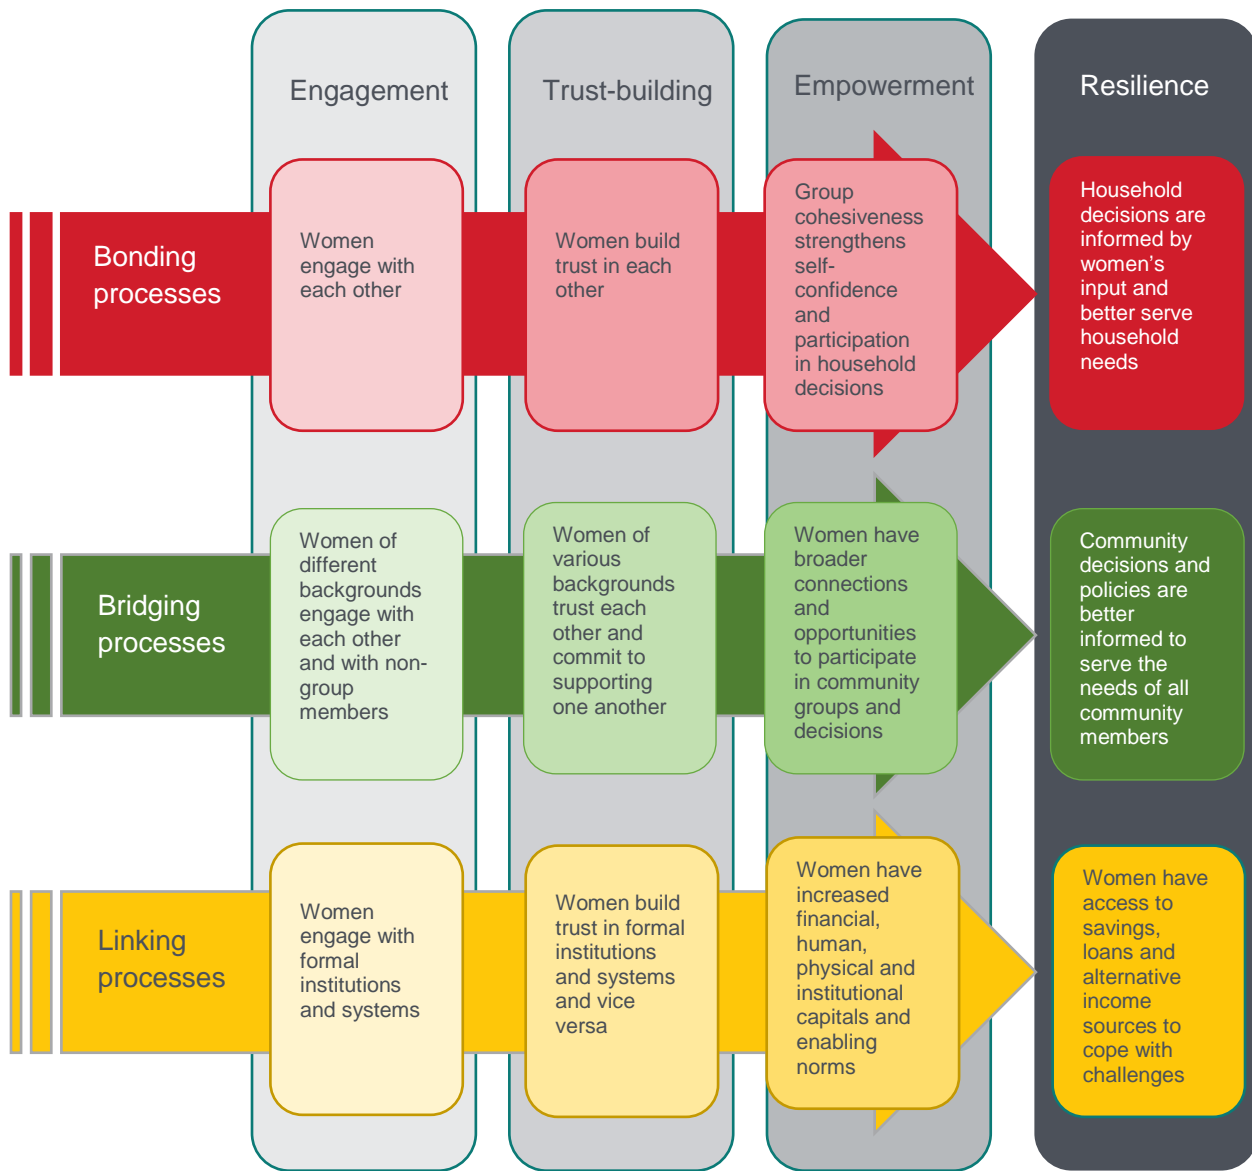 Engagement
Trust-building
Empowerment
Resilience
Bonding
processes
Women
engage with
each other
Women build
trust in each
other
Group
cohesiveness
strengthens
self-
confidence
and
participation
in household
decisions
Household
decisions are
informed by
women’s
input and
better serve
household
needs
Bridging
processes
Women of
different
backgrounds
engage with
each other
and with non-
group
members
Women of
various
backgrounds
trust each
other and
commit to
supporting
one another
Women have
broader
connections
and
opportunities
to participate
in community
groups and
decisions
Community
decisions and
policies are
better
informed to
serve the
needs of all
community
members
Linking
processes
Women
engage with
formal
institutions
and systems
Women build
trust in formal
institutions
and systems
and vice
versa
Women have
increased
financial,
human,
physical and
institutional
capitals and
enabling
norms
Women have
access to
savings,
loans and
alternative
income
sources to
cope with
challenges